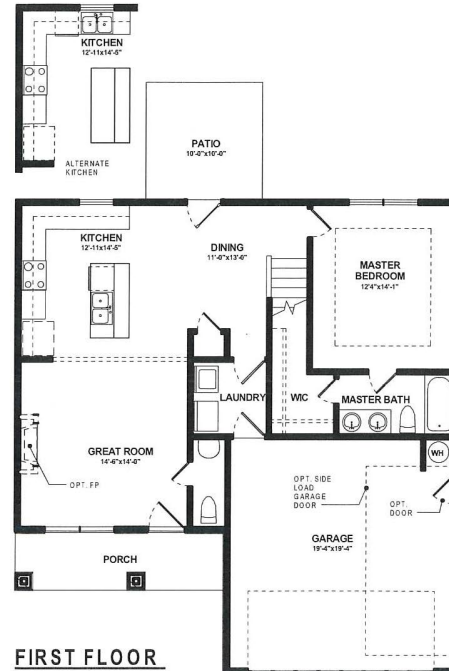 KITCHEN
12'-11x14'-5"
ALTERNATE
KITCHEN
PATIO
10'-0"x10'-0"
KITCHEN
12'-11x14'-5"
DINING
11'-0"x13'-0"
MASTER
BEDROOM
12'4"x14'-1"
LAUNDRY
WIC
MASTER BATH
GREAT ROOM
14'-6"x14'-0"
OPT. FP
WH
OPT. SIDE
LOAD
GARAGE
DOOR
OPT.
DOOR
GARAGE
19'-4"x19'-4"
PORCH
FIRST FLOOR